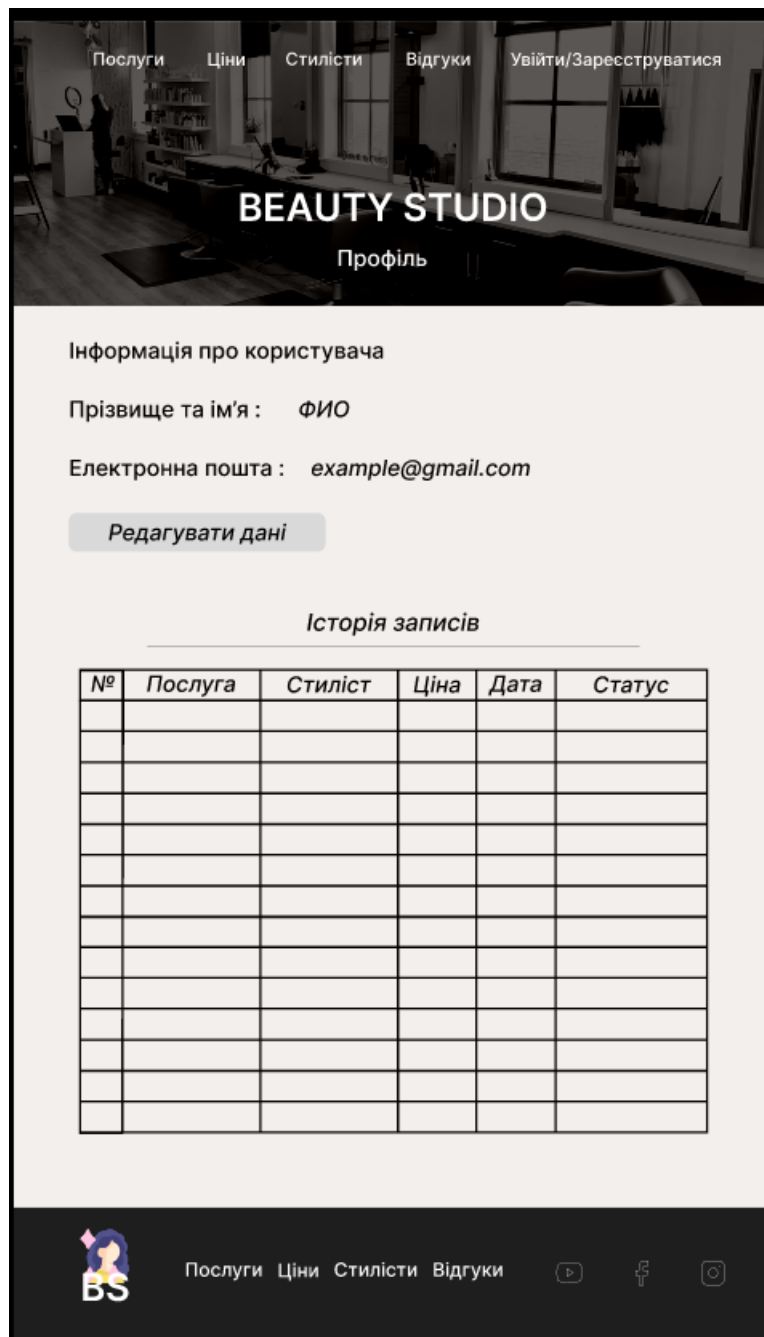 Послуги Ціни Стилісти Відгуки Увійти/Зареєструватися
BEAUTY STUDIO
Профіль
Інформація про користувача
Прізвище та ім'я : ФИО
Електронна пошта : example@gmail.com
Редагувати дані
Історія записів
№ Послуга Стиліст Ціна Дата Статус
BS
Послуги Ціни Стилісти Відгуки